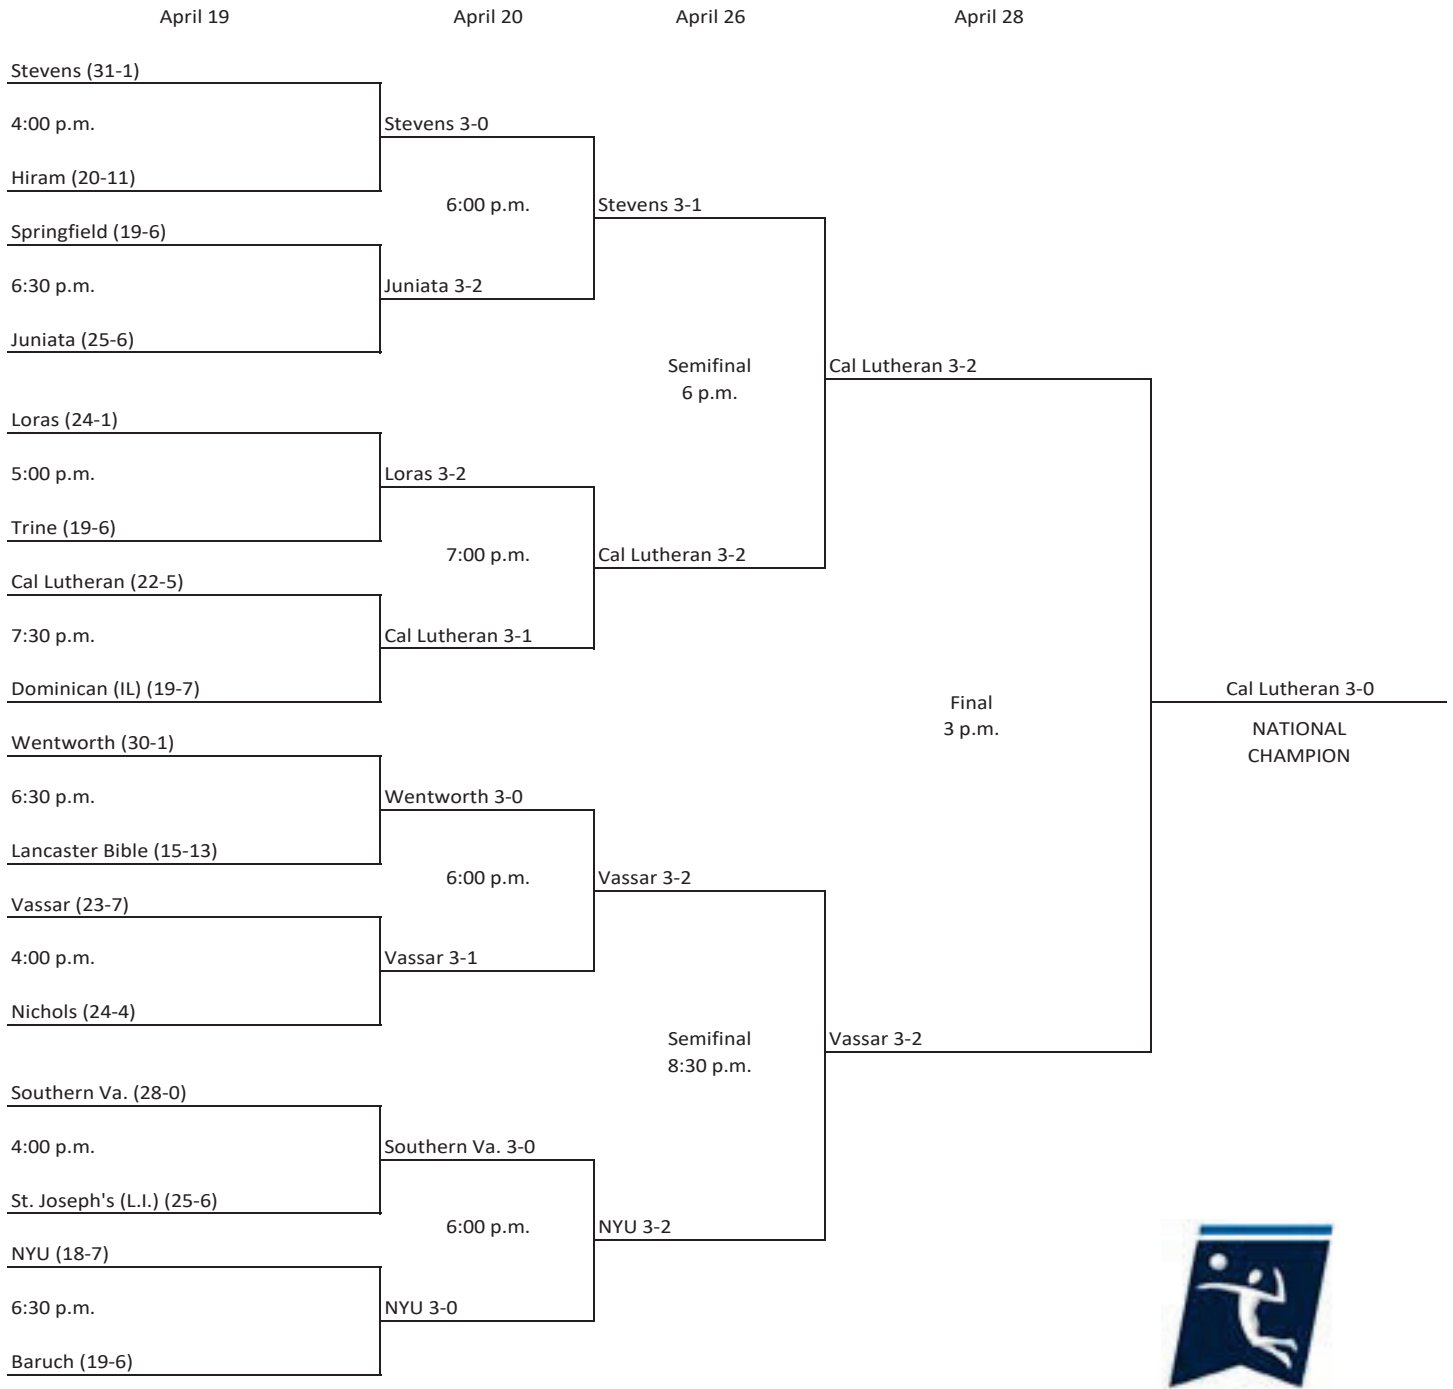 April 19
April 20
April 26
April 28
Stevens (31-1)
4:00 p.m.
Stevens 3-0
Hiram (20-11)
6:00 p.m.
Stevens 3-1
Springfield (19-6)
6:30 p.m.
Juniata 3-2
Juniata (25-6)
Semifinal
6 p.m.
Cal Lutheran 3-2
Loras (24-1)
5:00 p.m.
Loras 3-2
Trine (19-6)
7:00 p.m.
Cal Lutheran 3-2
Cal Lutheran (22-5)
7:30 p.m.
Cal Lutheran 3-1
Dominican (IL) (19-7)
Final
3 p.m.
Cal Lutheran 3-0
NATIONAL
CHAMPION
Wentworth (30-1)
6:30 p.m.
Wentworth 3-0
Lancaster Bible (15-13)
6:00 p.m.
Vassar 3-2
Vassar (23-7)
4:00 p.m.
Vassar 3-1
Nichols (24-4)
Semifinal
8:30 p.m.
Vassar 3-2
Southern Va. (28-0)
4:00 p.m.
Southern Va. 3-0
St. Joseph's (L.I.) (25-6)
6:00 p.m.
NYU 3-2
NYU (18-7)
6:30 p.m.
NYU 3-0
Baruch (19-6)